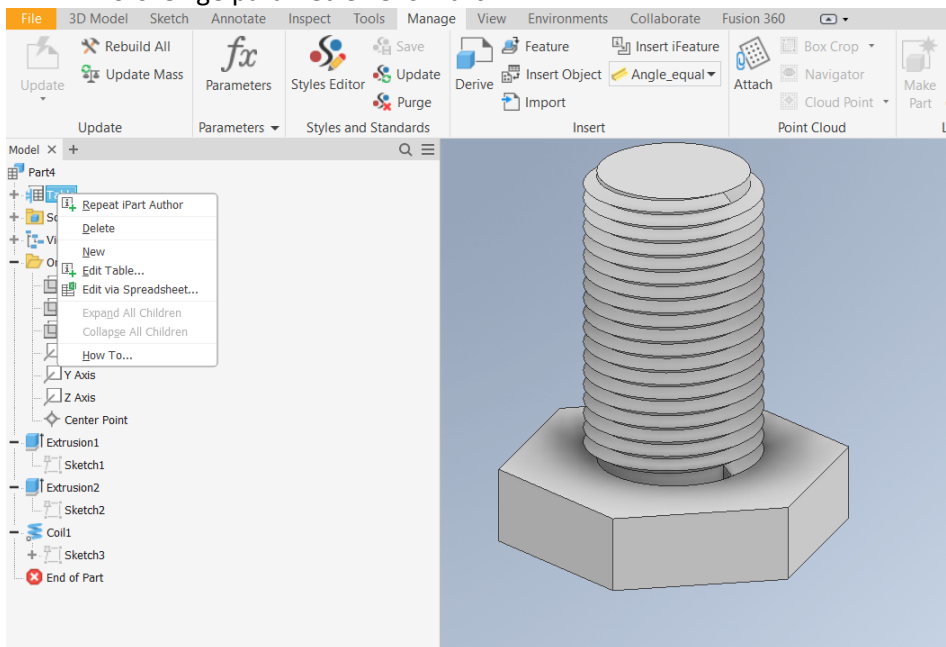 File 3D Model Sketch Annotate Inspect Tools Manage View Environments Collaborate Fusion 360
Rebuild All
Update Mass
Update
Update
fx
Parameters
Parameters
Save
Update
Purge
Styles Editor
Styles and Standards
Derive
Feature
Insert Object
Import
Insert iFeature
Angle_equal
Insert
Attach
Box Crop
Navigator
Cloud Point
Point Cloud
Make
Part
Model
Part4
Repeat iPart Author
Delete
New
Edit Table...
Edit via Spreadsheet...
Expand All Children
Collapse All Children
How To...
Y Axis
Z Axis
Center Point
Extrusion1
Sketch1
Extrusion2
Sketch2
Coil1
Sketch3
End of Part